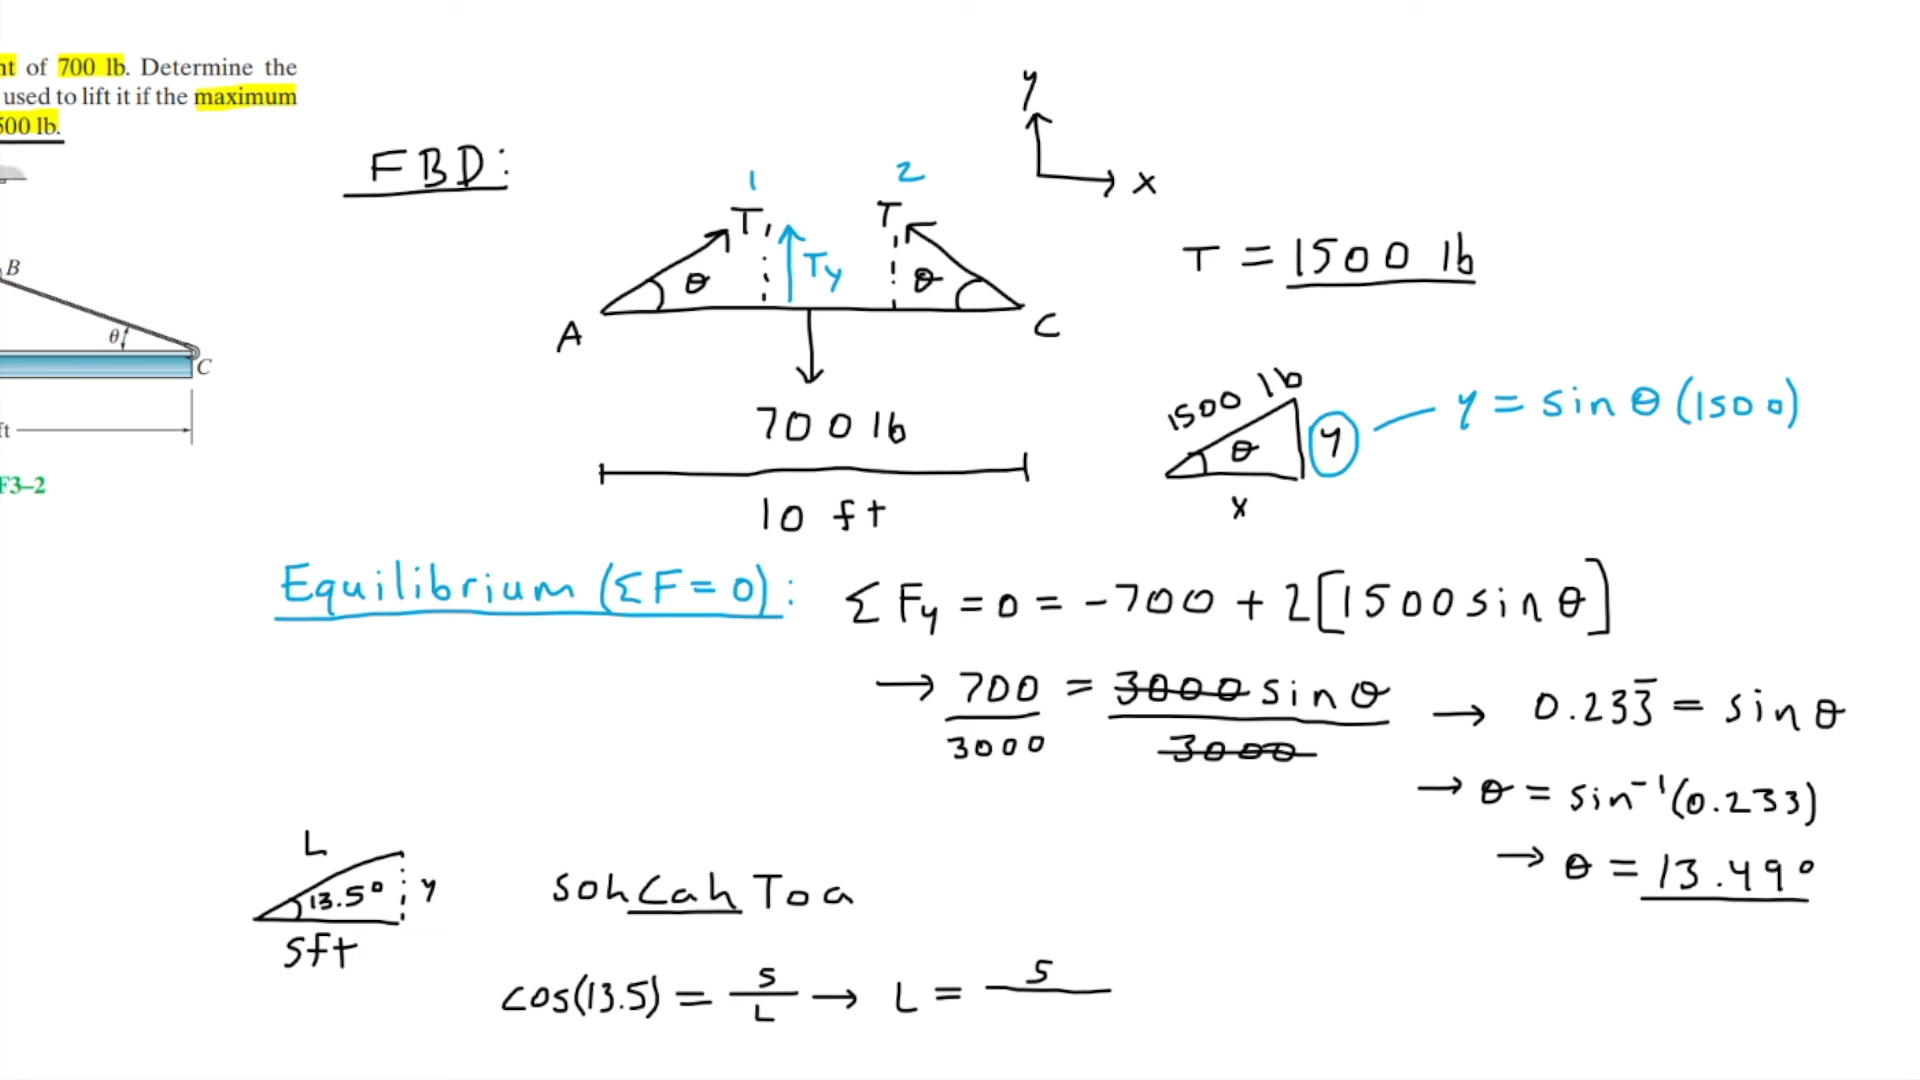 nt of 700 lb. Determine the
used to lift it if the maximum
500 lb.
B
θ
C
ft
F3–2
FBD:
y
x
1
2
T
T
θ
Ty
θ
A
C
700 lb
10 ft
T = 1500 lb
1500 lb
θ
y
x
y = sin θ (1500)
Equilibrium (ΣF = 0): ΣFy = 0 = -700 + 2[1500 sin θ]
→ 700/3000 = 3000 sin θ/3000 → 0.233̅ = sin θ
→ θ = sin⁻¹(0.233)
→ θ = 13.49°
L
13.5°
y
5ft
Soh Cah Toa
cos(13.5) = 5/L → L = 5